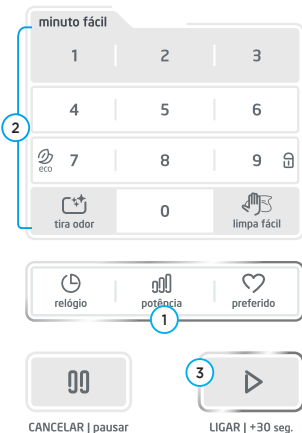 minuto fácil
1 2 3
2
4 5 6
eco 7 8 9
tira odor 0 limpa fácil
relógio potência preferido
1
3
CANCELAR | pausar LIGAR | +30 seg.